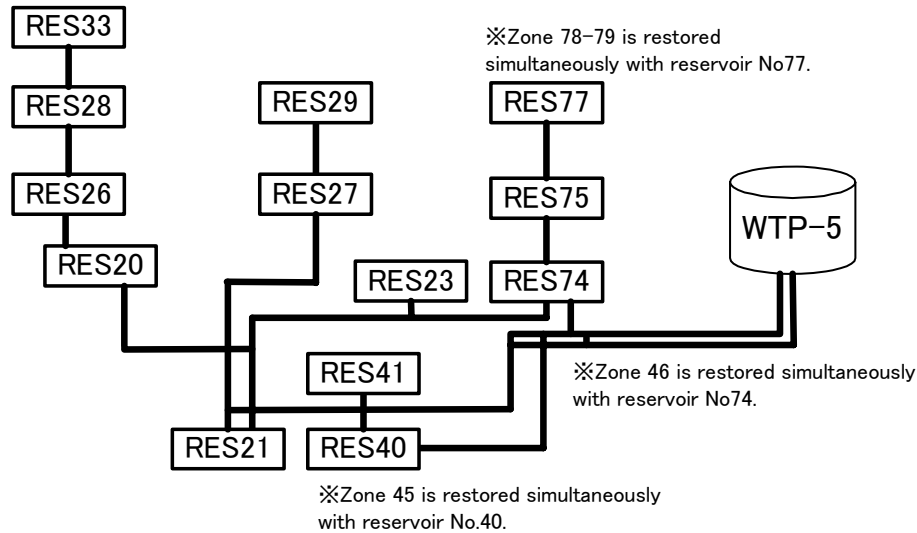 RES33
※Zone 78-79 is restored
simultaneously with reservoir No77.
RES28
RES29
RES77
RES26
RES27
RES75
WTP-5
RES20
RES23
RES74
RES41
※Zone 46 is restored simultaneously
with reservoir No74.
RES21
RES40
※Zone 45 is restored simultaneously
with reservoir No.40.